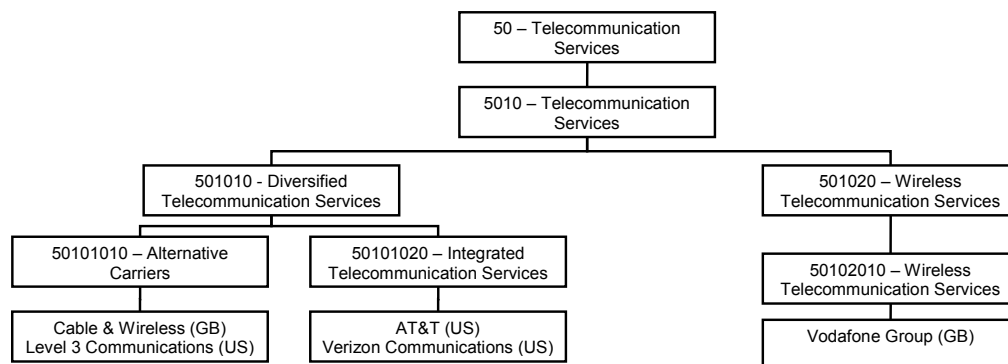 50 – Telecommunication
Services
5010 – Telecommunication
Services
501010 - Diversified
Telecommunication Services
501020 – Wireless
Telecommunication Services
50101010 – Alternative
Carriers
50101020 – Integrated
Telecommunication Services
50102010 – Wireless
Telecommunication Services
Cable & Wireless (GB)
Level 3 Communications (US)
AT&T (US)
Verizon Communications (US)
Vodafone Group (GB)